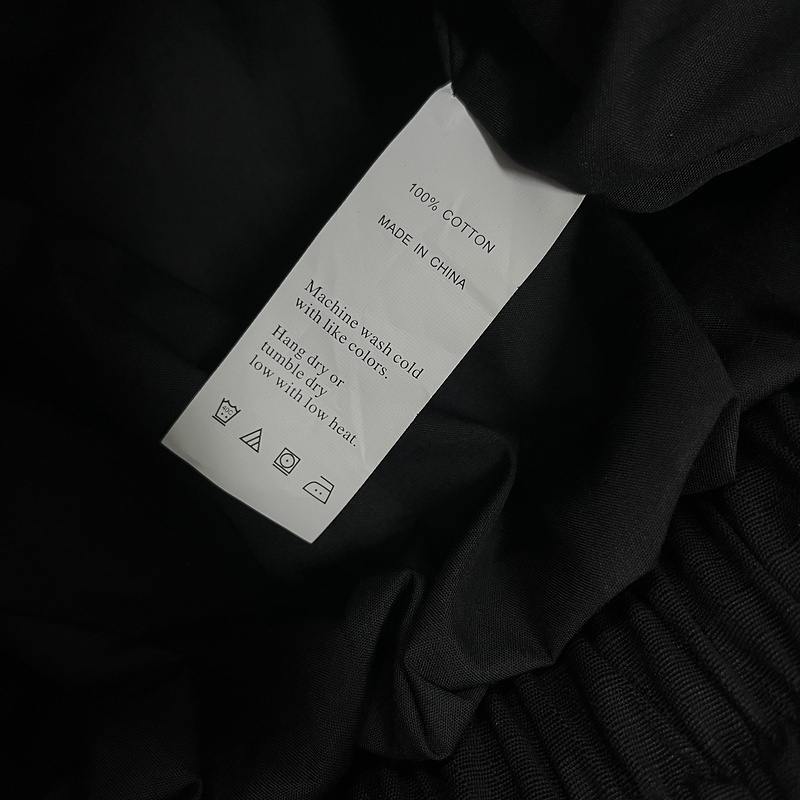 100% COTTON
MADE IN CHINA
Machine wash cold
with like colors.
Hang dry or
tumble dry
low with low heat.
40C